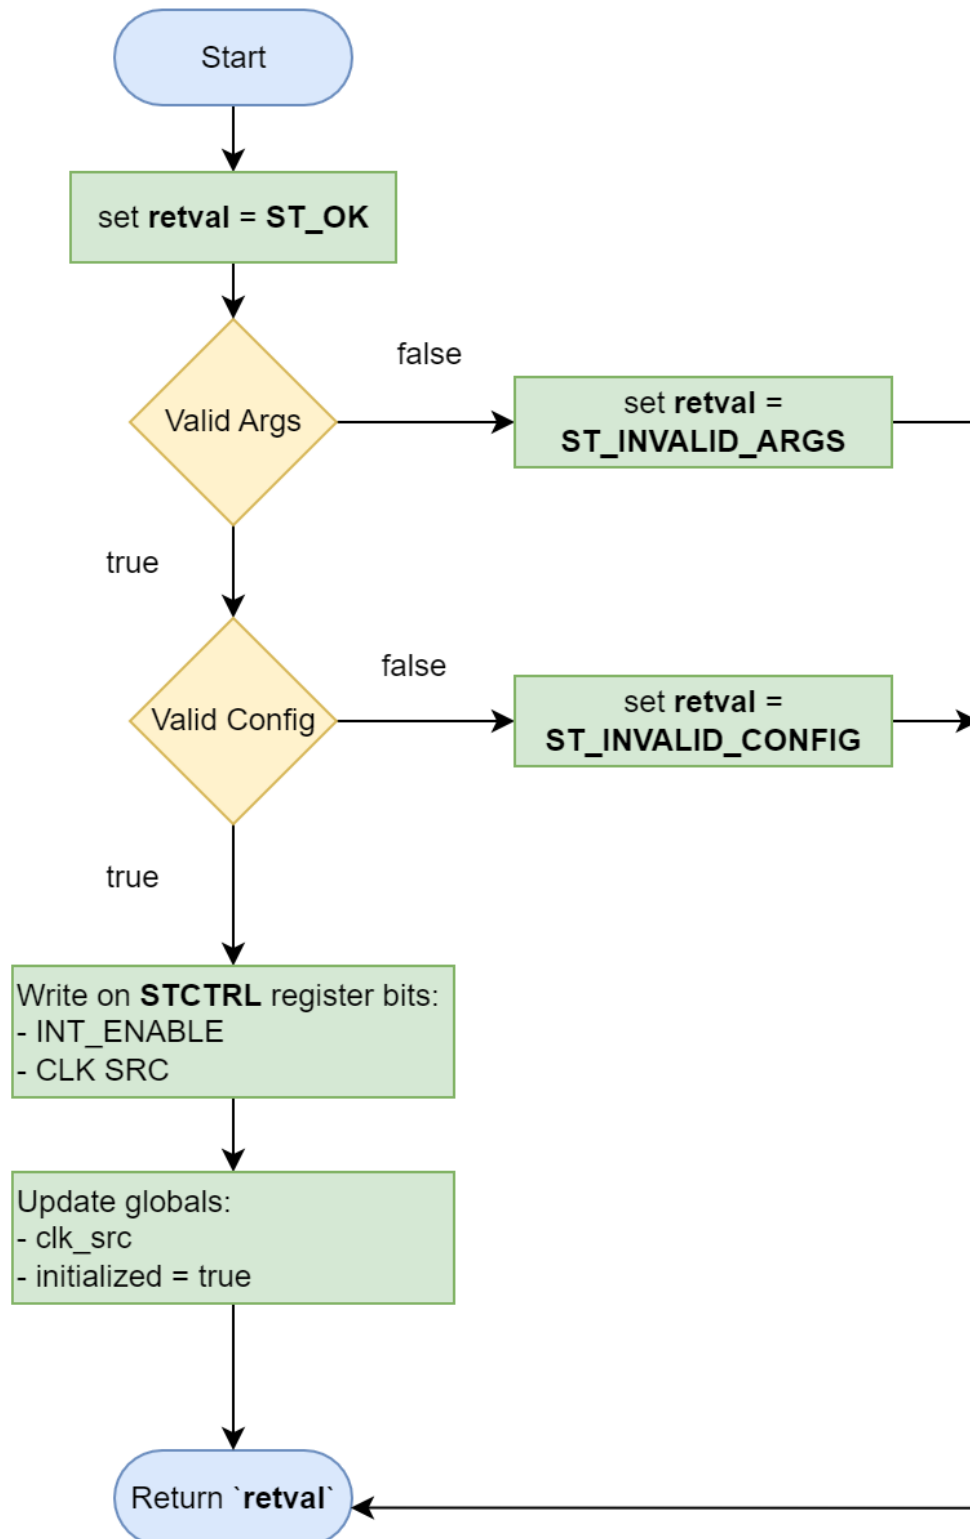 Start
set retval = ST_OK
false
Valid Args
set retval =
ST_INVALID_ARGS
true
false
Valid Config
set retval =
ST_INVALID_CONFIG
true
Write on STCTRL register bits:
- INT_ENABLE
- CLK SRC
Update globals:
- clk_src
- initialized = true
Return `retval`